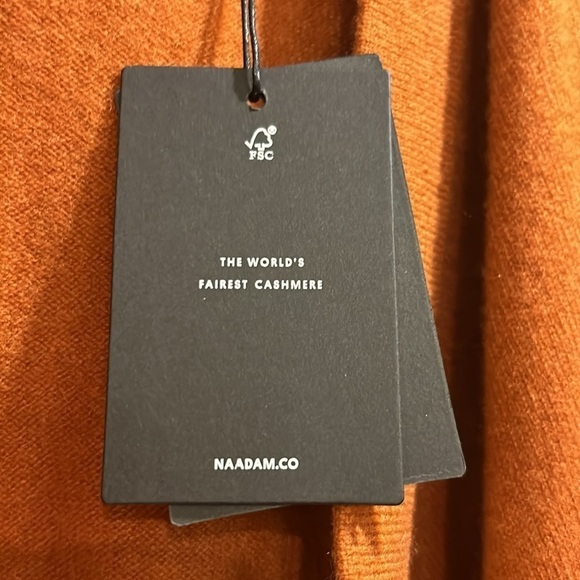 ®
FSC
THE WORLD'S
FAIREST CASHMERE
NAADAM.CO